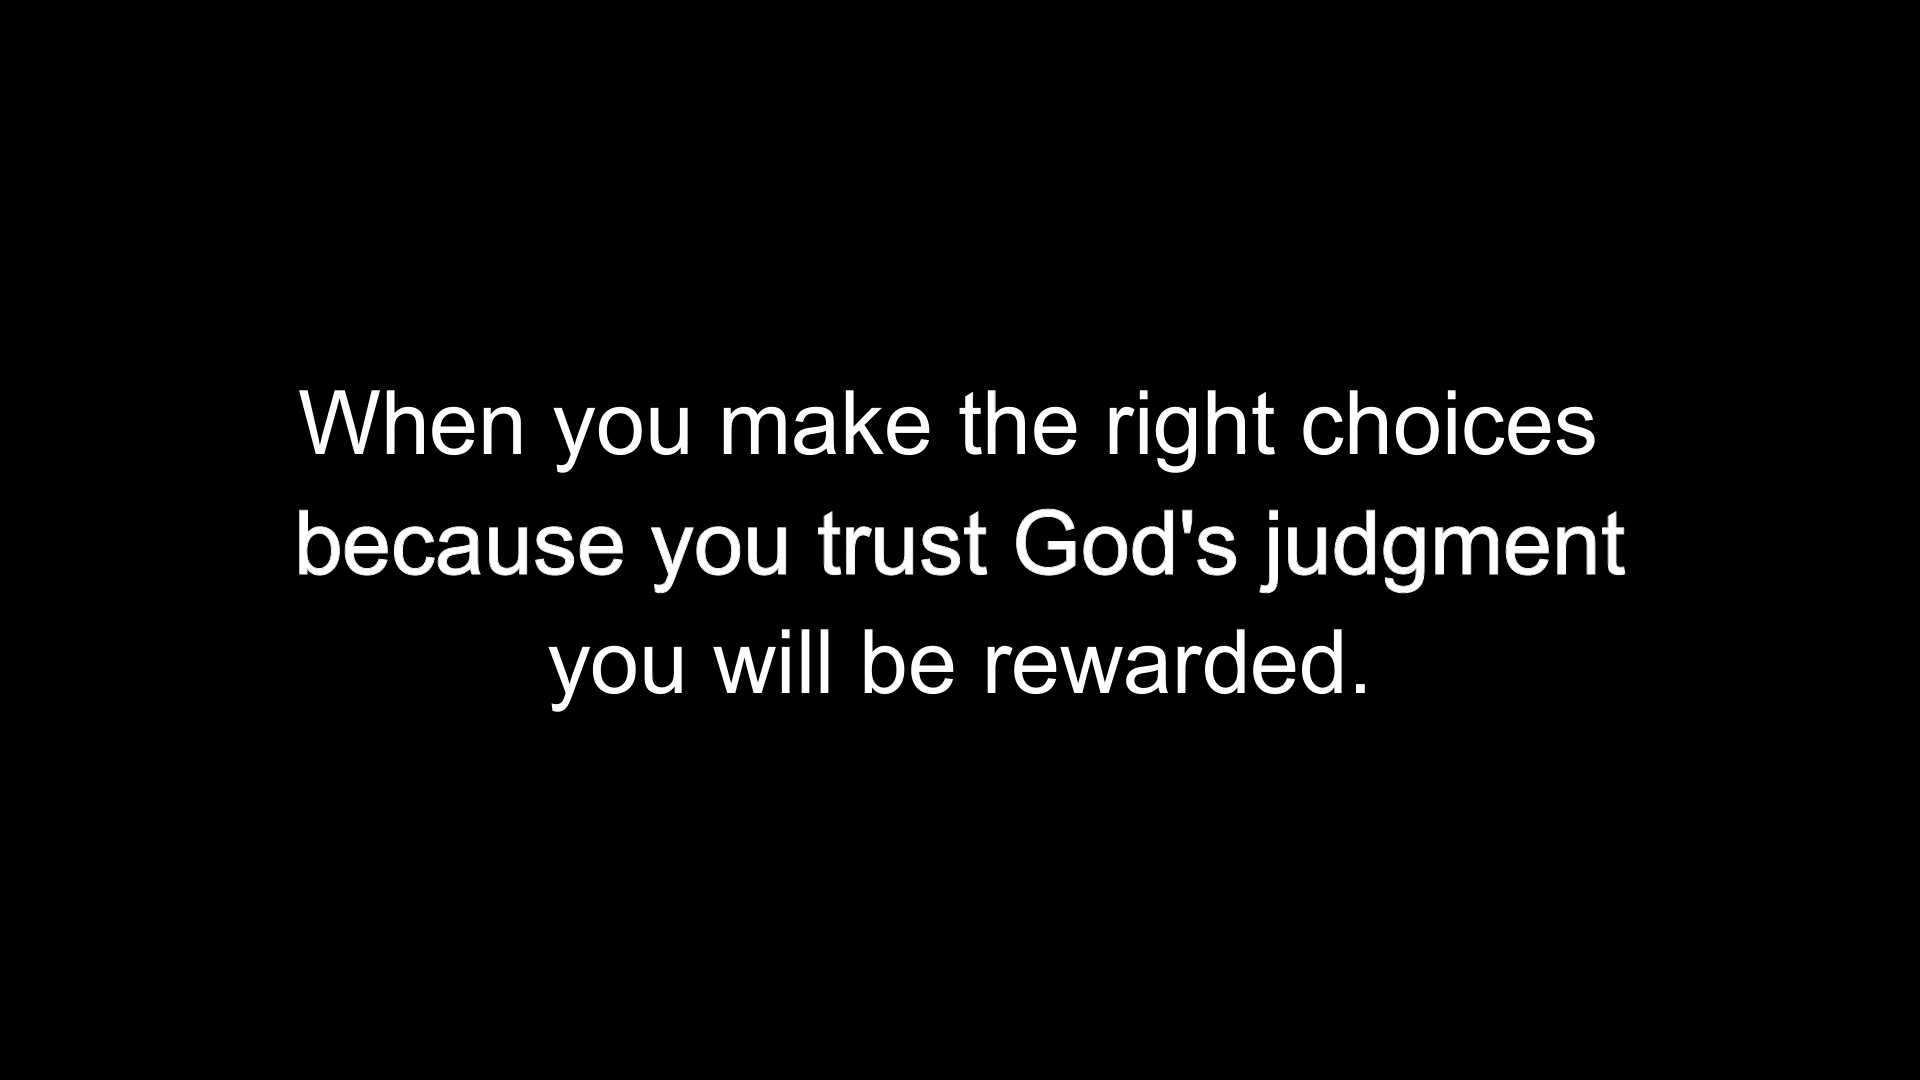 When you make the right choices
because you trust God's judgment
you will be rewarded.